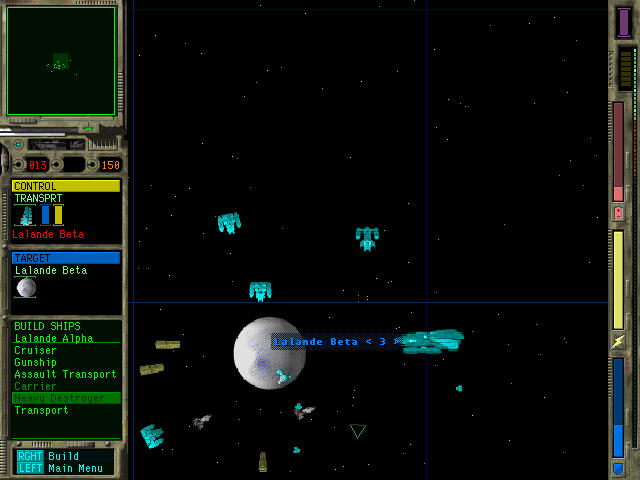 013
150
CONTROL
TRANSPRT
Lalande Beta
TARGET
Lalande Beta
BUILD SHIPS
Lalande Alpha
Cruiser
Gunship
Assault Transport
Carrier
Heavy Destroyer
Transport
RGHT Build
LEFT Main Menu
Lalande Beta < 3 >